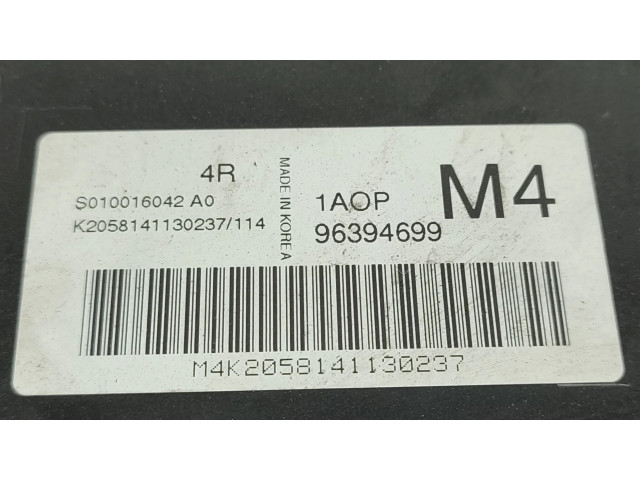 4R
S010016042 A0
K2058141130237/114
MADE IN KOREA
1AOP
96394699
M4
M4K2058141130237